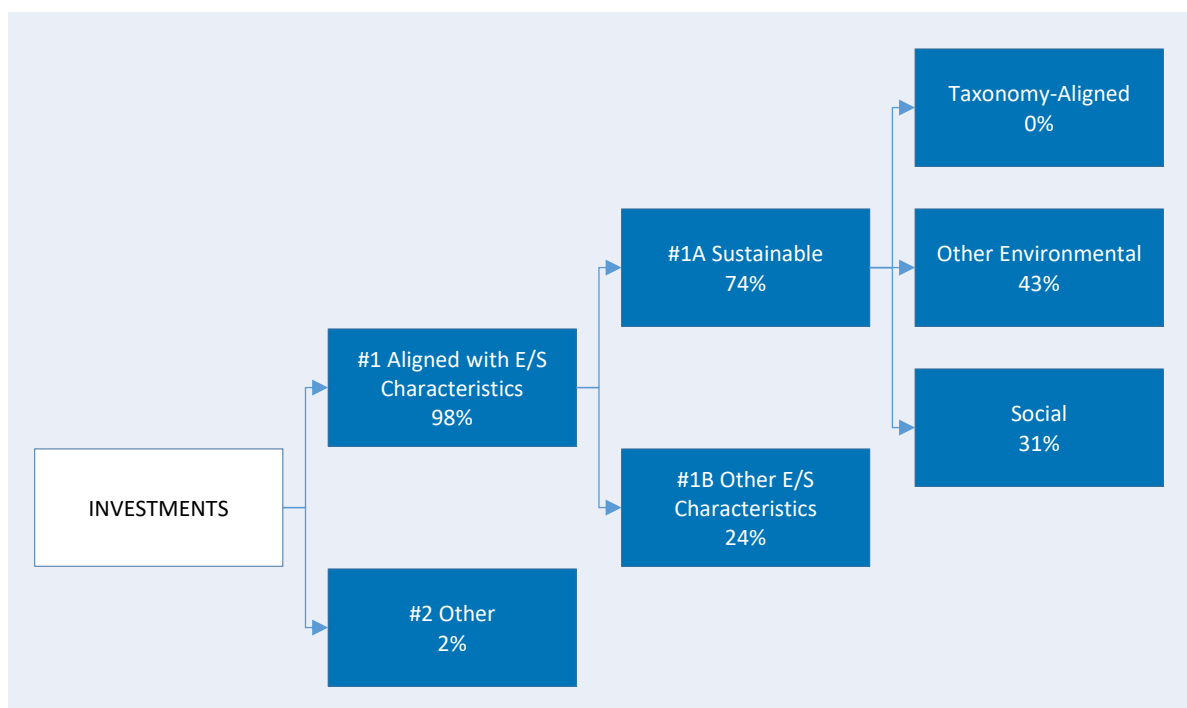 Taxonomy-Aligned
0%
#1A Sustainable
74%
Other Environmental
43%
#1 Aligned with E/S
Characteristics
98%
Social
31%
INVESTMENTS
#1B Other E/S
Characteristics
24%
#2 Other
2%